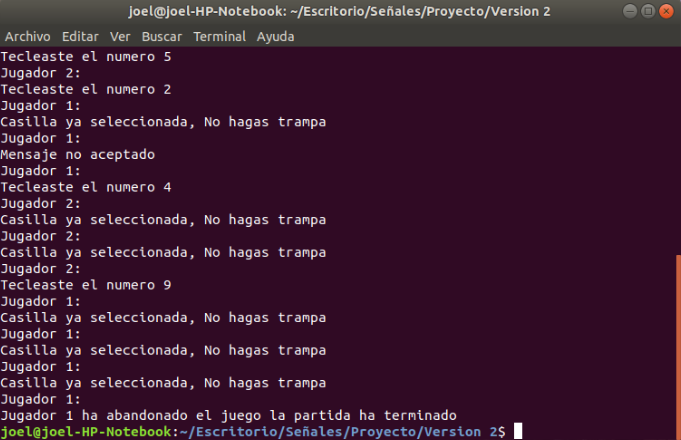 joel@joel-HP-Notebook: ~/Escritorio/Señales/Proyecto/Version 2
Archivo Editar Ver Buscar Terminal Ayuda
Tecleaste el numero 5
Jugador 2:
Tecleaste el numero 2
Jugador 1:
Casilla ya seleccionada, No hagas trampa
Jugador 1:
Mensaje no aceptado
Jugador 1:
Tecleaste el numero 4
Jugador 2:
Casilla ya seleccionada, No hagas trampa
Jugador 2:
Casilla ya seleccionada, No hagas trampa
Jugador 2:
Tecleaste el numero 9
Jugador 1:
Casilla ya seleccionada, No hagas trampa
Jugador 1:
Casilla ya seleccionada, No hagas trampa
Jugador 1:
Casilla ya seleccionada, No hagas trampa
Jugador 1:
Jugador 1 ha abandonado el juego la partida ha terminado
joel@joel-HP-Notebook:~/Escritorio/Señales/Proyecto/Version 2$